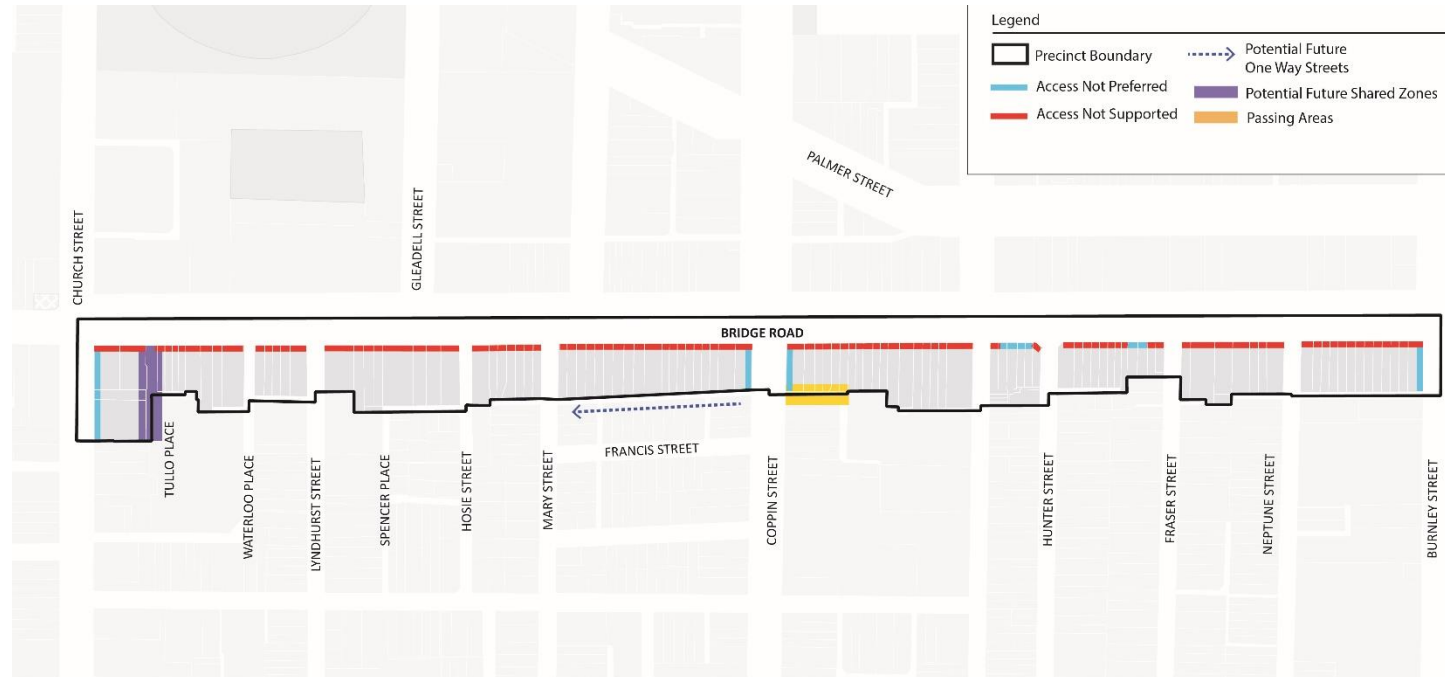 Legend
Precinct Boundary
Access Not Preferred
Access Not Supported
Potential Future
One Way Streets
Potential Future Shared Zones
Passing Areas
PALMER STREET
CHURCH STREET
GLEADELL STREET
BRIDGE ROAD
TULLO PLACE
WATERLOO PLACE
LYNDHURST STREET
SPENCER PLACE
HOSIE STREET
MARY STREET
FRANCIS STREET
COPPIN STREET
HUNTER STREET
FRASER STREET
NEPTUNE STREET
BURNLEY STREET